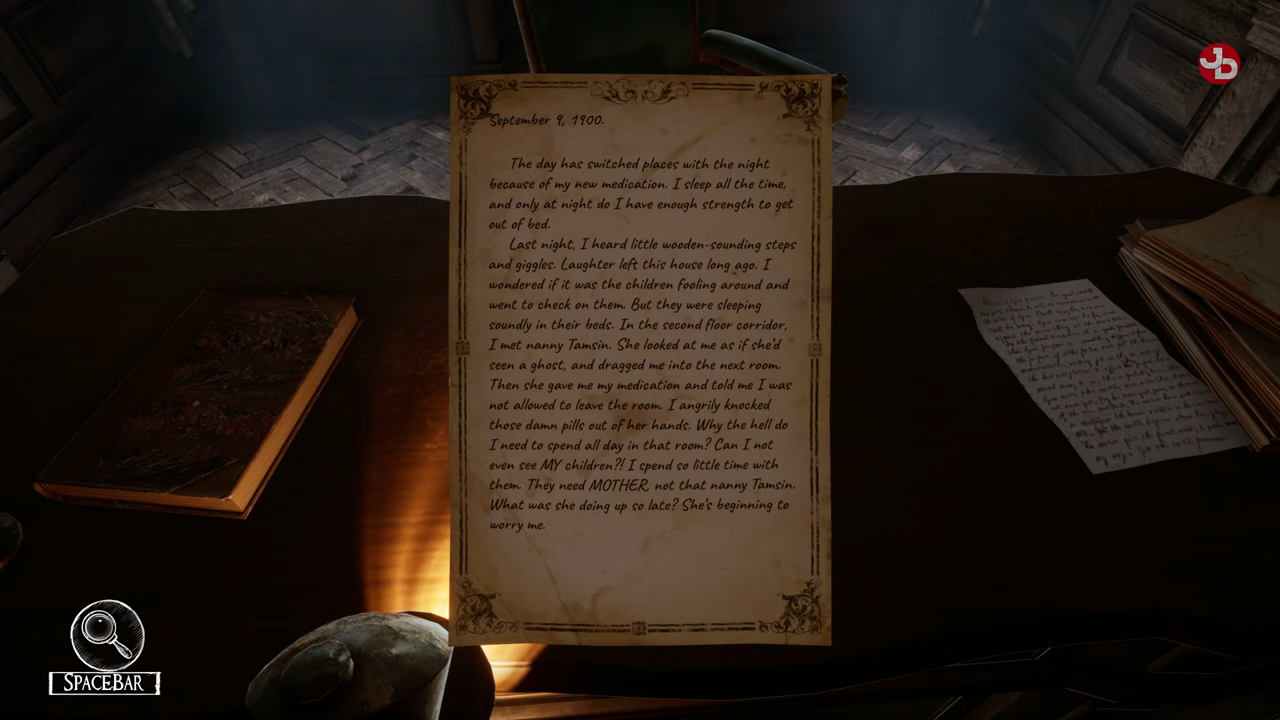 JD
September 9, 1900.
The day has switched places with the night
because of my new medication. I sleep all the time,
and only at night do I have enough strength to get
out of bed.
Last night, I heard little wooden-sounding steps
and giggles. Laughter left this house long ago. I
wondered if it was the children fooling around and
went to check on them. But they were sleeping
soundly in their beds. In the second floor corridor,
I met nanny Tamsin. She looked at me as if she'd
seen a ghost, and dragged me into the next room.
Then she gave me my medication and told me I was
not allowed to leave the room. I angrily knocked
those damn pills out of her hands. Why the hell do
I need to spend all day in that room? Can I not
even see MY children?! I spend so little time with
them. They need MOTHER, not that nanny Tamsin.
What was she doing up so late? She's beginning to
worry me.
SPACEBAR